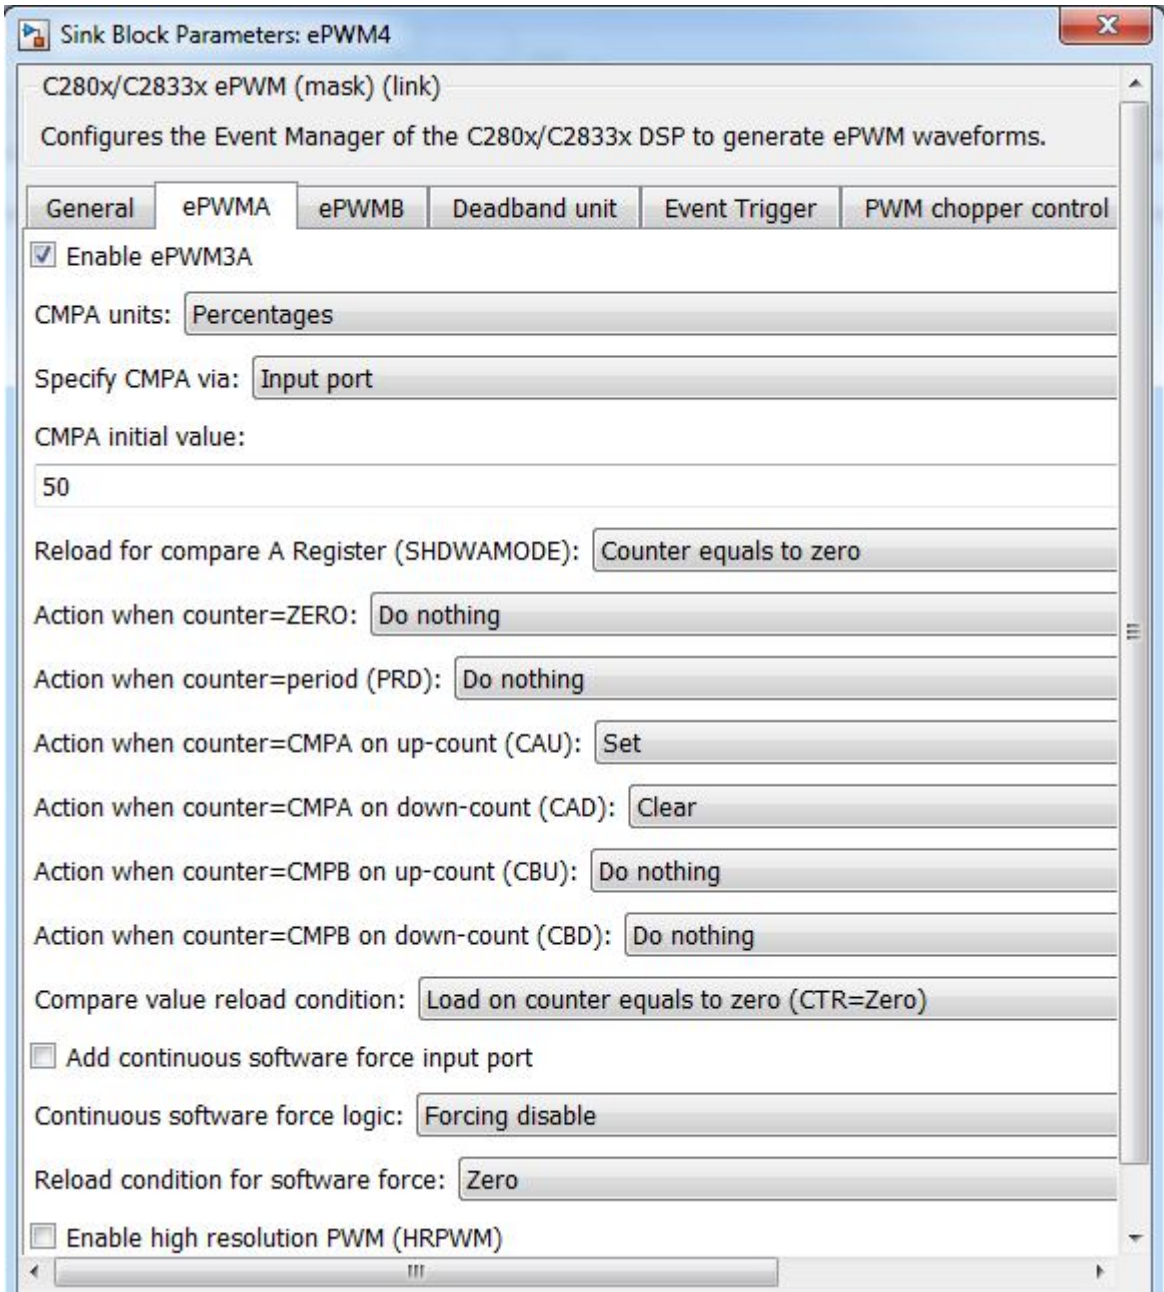 Sink Block Parameters: ePWM4
C280x/C2833x ePWM (mask) (link)
Configures the Event Manager of the C280x/C2833x DSP to generate ePWM waveforms.
General ePWMA ePWMB Deadband unit Event Trigger PWM chopper control
Enable ePWM3A
CMPA units: Percentages
Specify CMPA via: Input port
CMPA initial value:
50
Reload for compare A Register (SHDWAMODE): Counter equals to zero
Action when counter=ZERO: Do nothing
Action when counter=period (PRD): Do nothing
Action when counter=CMPA on up-count (CAU): Set
Action when counter=CMPA on down-count (CAD): Clear
Action when counter=CMPB on up-count (CBU): Do nothing
Action when counter=CMPB on down-count (CBD): Do nothing
Compare value reload condition: Load on counter equals to zero (CTR=Zero)
Add continuous software force input port
Continuous software force logic: Forcing disable
Reload condition for software force: Zero
Enable high resolution PWM (HRPWM)